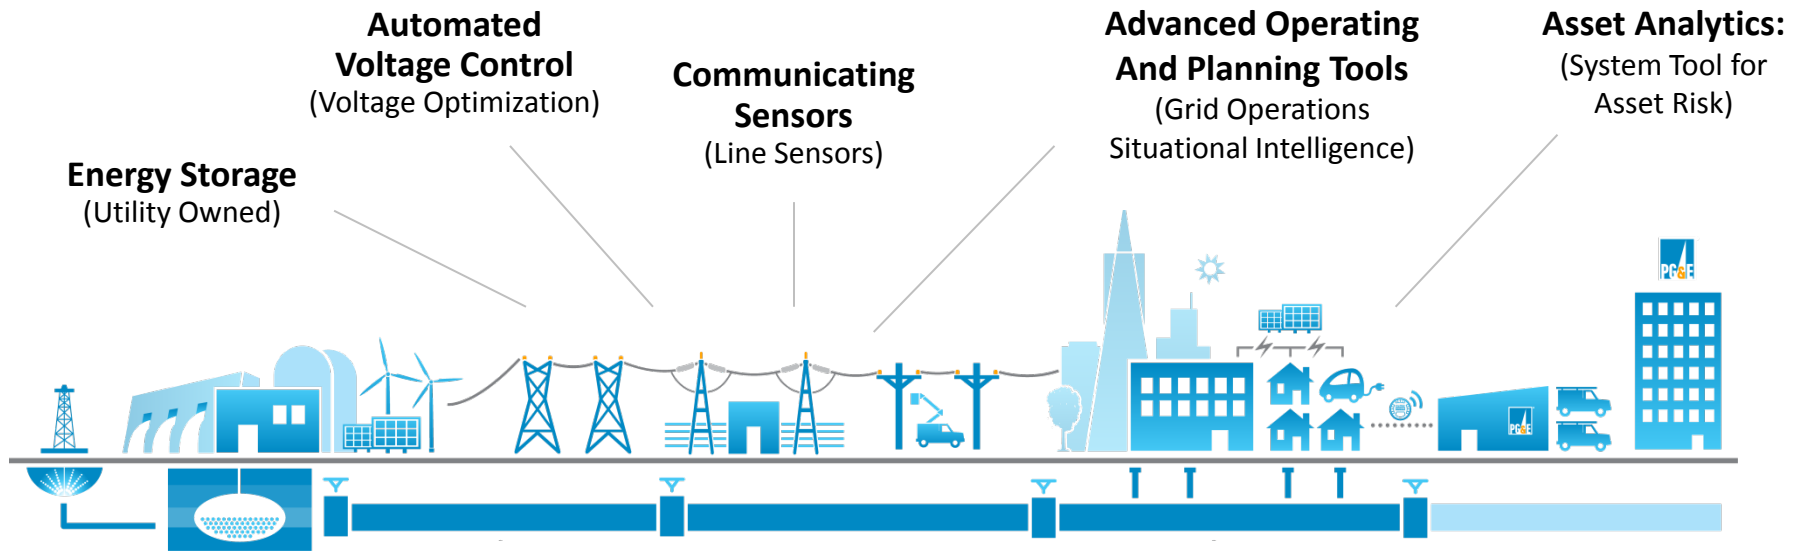 Energy Storage
(Utility Owned)
Automated
Voltage Control
(Voltage Optimization)
Communicating
Sensors
(Line Sensors)
Advanced Operating
And Planning Tools
(Grid Operations
Situational Intelligence)
Asset Analytics:
(System Tool for
Asset Risk)
PG&E
PG&E